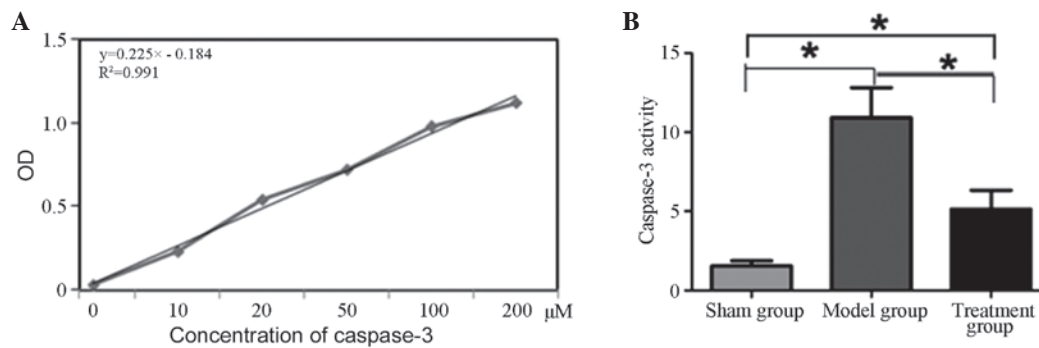 A
y=0.225× - 0.184
R²=0.991
1.5
1.0
0.5
0
OD
0 10 20 50 100 200 μM
Concentration of caspase-3
B
* * *
15
10
5
0
Caspase-3 activity
Sham group Model group Treatment
group